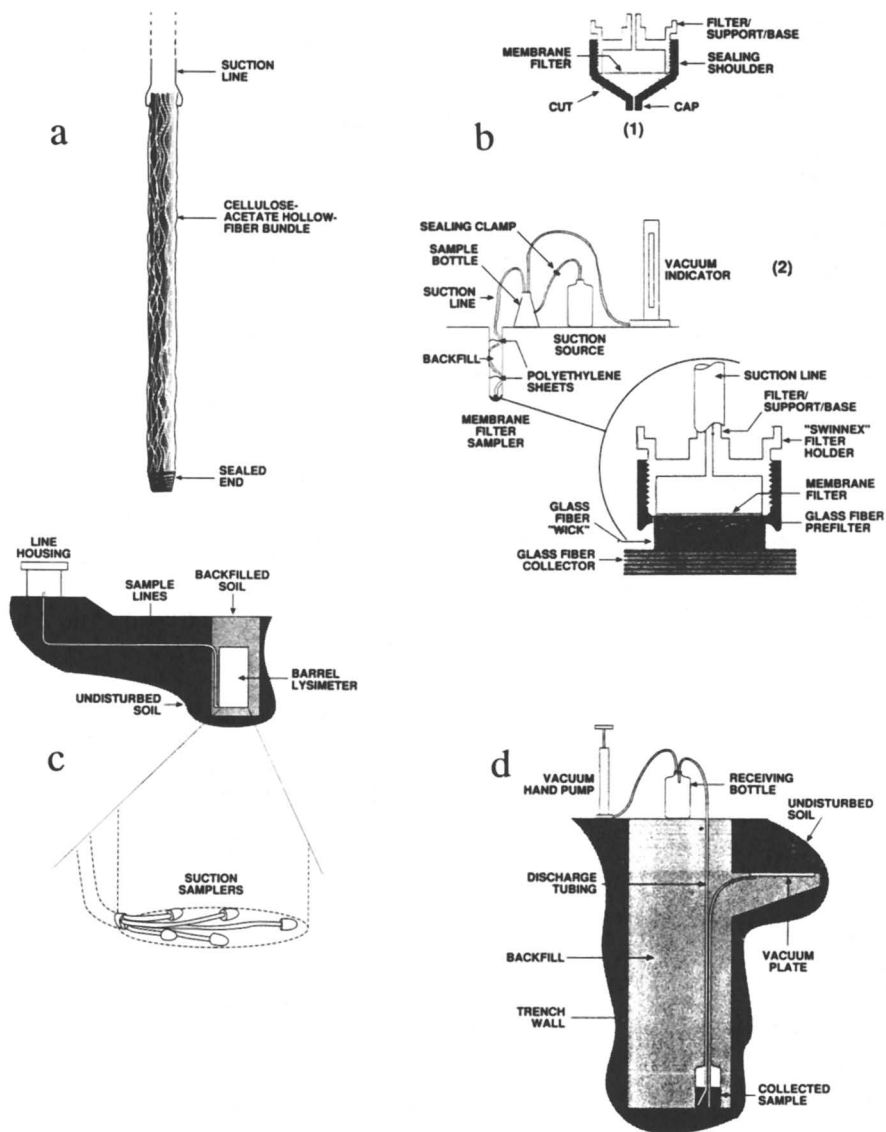 a
SUCTION
LINE
CELLULOSE-
ACETATE HOLLOW-
FIBER BUNDLE
SEALED
END
b
FILTER/
SUPPORT/BASE
MEMBRANE
FILTER
SEALING
SHOULDER
CUT
CAP
(1)
SEALING CLAMP
SAMPLE
BOTTLE
SUCTION
LINE
VACUUM
INDICATOR
(2)
SUCTION
SOURCE
BACKFILL
POLYETHYLENE
SHEETS
MEMBRANE
FILTER
SAMPLER
SUCTION LINE
FILTER/
SUPPORT/BASE
"SWINNEX"
FILTER
HOLDER
MEMBRANE
FILTER
GLASS
FIBER
"WICK"
GLASS FIBER
PREFILTER
GLASS FIBER
COLLECTOR
LINE
HOUSING
SAMPLE
LINES
BACKFILLED
SOIL
BARREL
LYSIMETER
UNDISTURBED
SOIL
c
SUCTION
SAMPLERS
d
VACUUM
HAND PUMP
RECEIVING
BOTTLE
UNDISTURBED
SOIL
DISCHARGE
TUBING
BACKFILL
VACUUM
PLATE
TRENCH
WALL
COLLECTED
SAMPLE